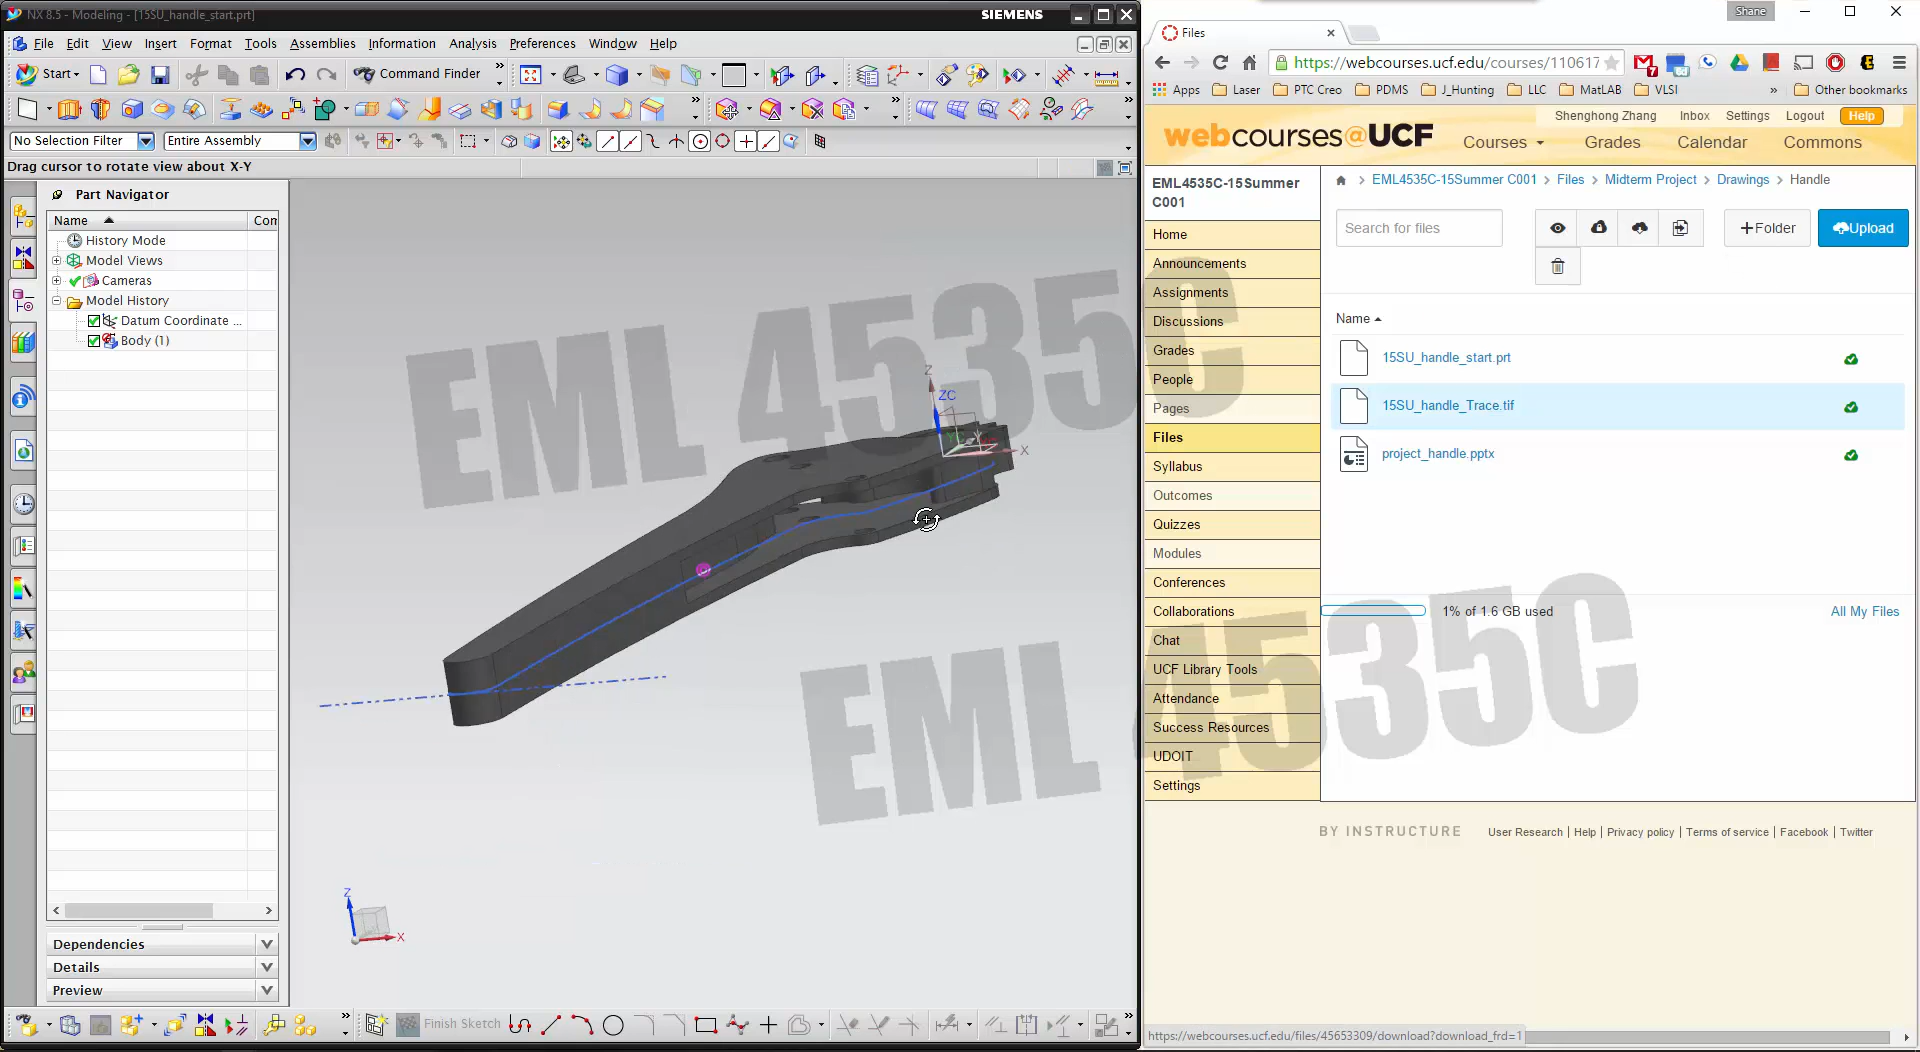 NX 8.5 - Modeling - [15SU_handle_start.prt]
SIEMENS
File Edit View Insert Format Tools Assemblies Information Analysis Preferences Window Help
Start Command Finder
No Selection Filter Entire Assembly
Drag cursor to rotate view about X-Y
Part Navigator
Name Con
History Mode
Model Views
Cameras
Model History
Datum Coordinate ...
Body (1)
Dependencies
Details
Preview
EML 4535C
EML 4535C
Z
ZC
X
Z
X
Finish Sketch
Share
Files
https://webcourses.ucf.edu/courses/110617
Apps Laser PTC Creo PDMS J_Hunting LLC MatLAB VLSI » Other bookmarks
Shenghong Zhang Inbox Settings Logout Help
webcourses@UCF
Courses Grades Calendar Commons
EML4535C-15Summer
C001
EML4535C-15Summer C001 > Files > Midterm Project > Drawings > Handle
Search for files
+Folder
Upload
Home
Announcements
Assignments
Discussions
Grades
People
Pages
Files
Syllabus
Outcomes
Quizzes
Modules
Conferences
Collaborations
Chat
UCF Library Tools
Attendance
Success Resources
UDOIT
Settings
Name
15SU_handle_start.prt
15SU_handle_Trace.tif
project_handle.pptx
1% of 1.6 GB used
All My Files
BY INSTRUCTURE
User Research | Help | Privacy policy | Terms of service | Facebook | Twitter
https://webcourses.ucf.edu/files/45653309/download?download_frd=1